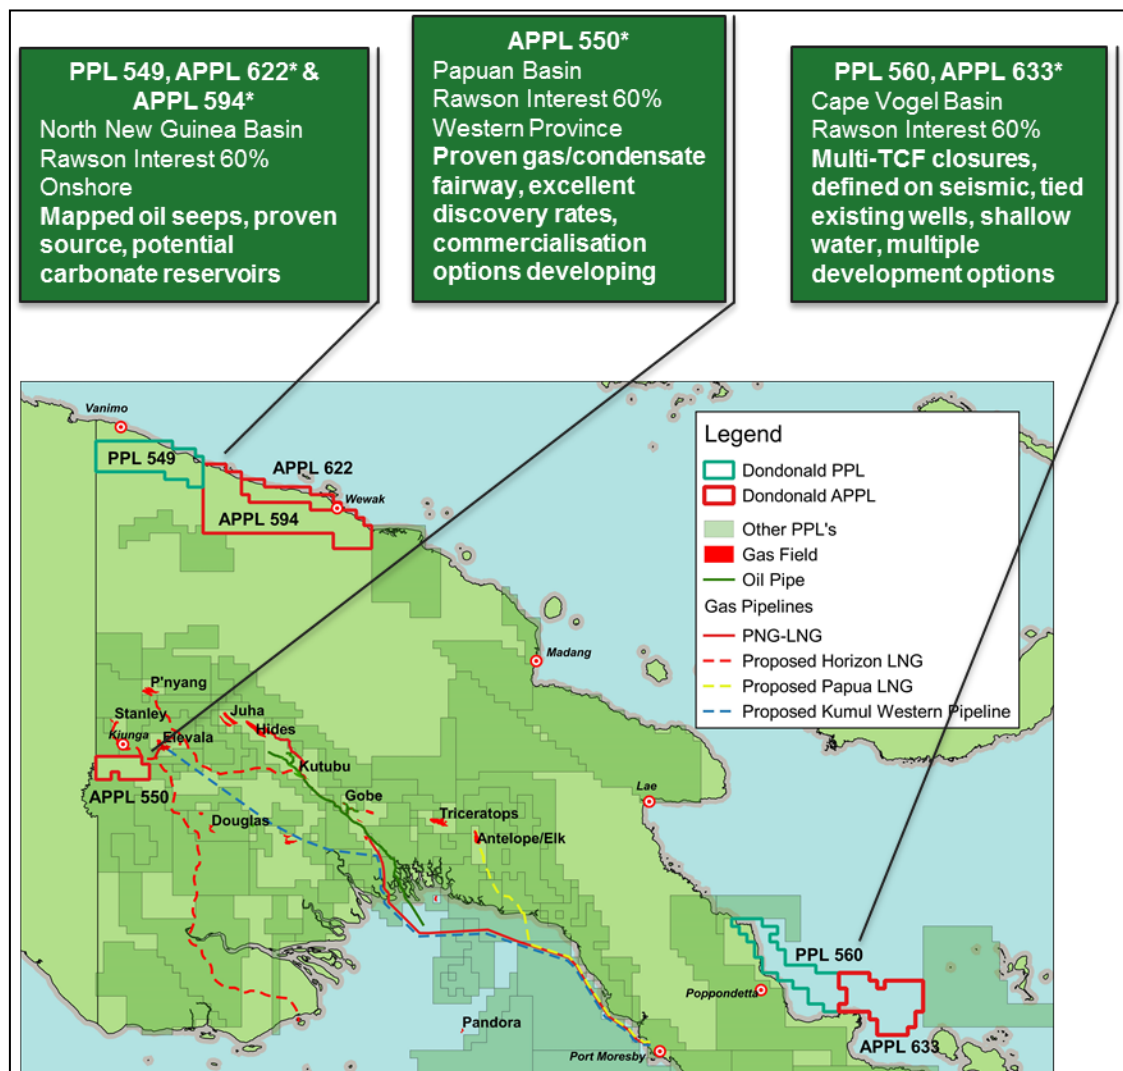 PPL 549, APPL 622* &
APPL 594*
North New Guinea Basin
Rawson Interest 60%
Onshore
Mapped oil seeps, proven
source, potential
carbonate reservoirs
APPL 550*
Papuan Basin
Rawson Interest 60%
Western Province
Proven gas/condensate
fairway, excellent
discovery rates,
commercialisation
options developing
PPL 560, APPL 633*
Cape Vogel Basin
Rawson Interest 60%
Multi-TCF closures,
defined on seismic, tied
existing wells, shallow
water, multiple
development options
Vanimo
PPL 549
APPL 622
Wewak
APPL 594
Legend
Dondonald PPL
Dondonald APPL
Other PPL's
Gas Field
Oil Pipe
Gas Pipelines
PNG-LNG
Proposed Horizon LNG
Proposed Papua LNG
Proposed Kumul Western Pipeline
Madang
P'nyang
Stanley
Juha
Hides
Kiunga
Elevala
Kutubu
APPL 550
Lae
Gobe
Douglas
Triceratops
Antelope/Elk
PPL 560
Poppondetta
Pandora
Port Moresby
APPL 633